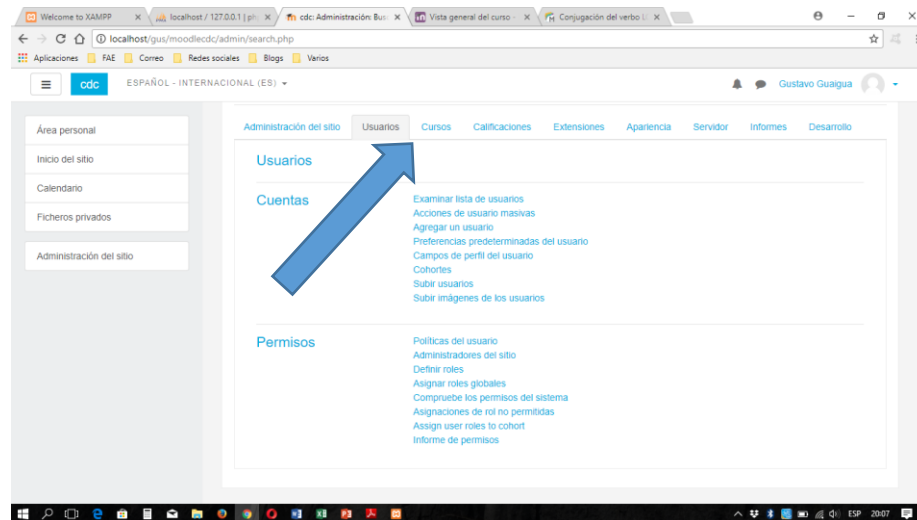 Welcome to XAMPP
localhost / 127.0.0.1 | ph
cdc: Administración: Bus
Vista general del curso
Conjugación del verbo
localhost/gus/moodlecdc/admin/search.php
Aplicaciones FAE Correo Redes sociales Blogs Varios
cdc ESPAÑOL - INTERNACIONAL (ES) Gustavo Guaigua
Área personal
Inicio del sitio
Calendario
Ficheros privados
Administración del sitio
Administración del sitio Usuarios Cursos Calificaciones Extensiones Apariencia Servidor Informes Desarrollo
Usuarios
Cuentas
Examinar lista de usuarios
Acciones de usuario masivas
Agregar un usuario
Preferencias predeterminadas del usuario
Campos de perfil del usuario
Cohortes
Subir usuarios
Subir imágenes de los usuarios
Permisos
Políticas del usuario
Administradores del sitio
Definir roles
Asignar roles globales
Compruebe los permisos del sistema
Asignaciones de rol no permitidas
Assign user roles to cohort
Informe de permisos
ESP 20:07